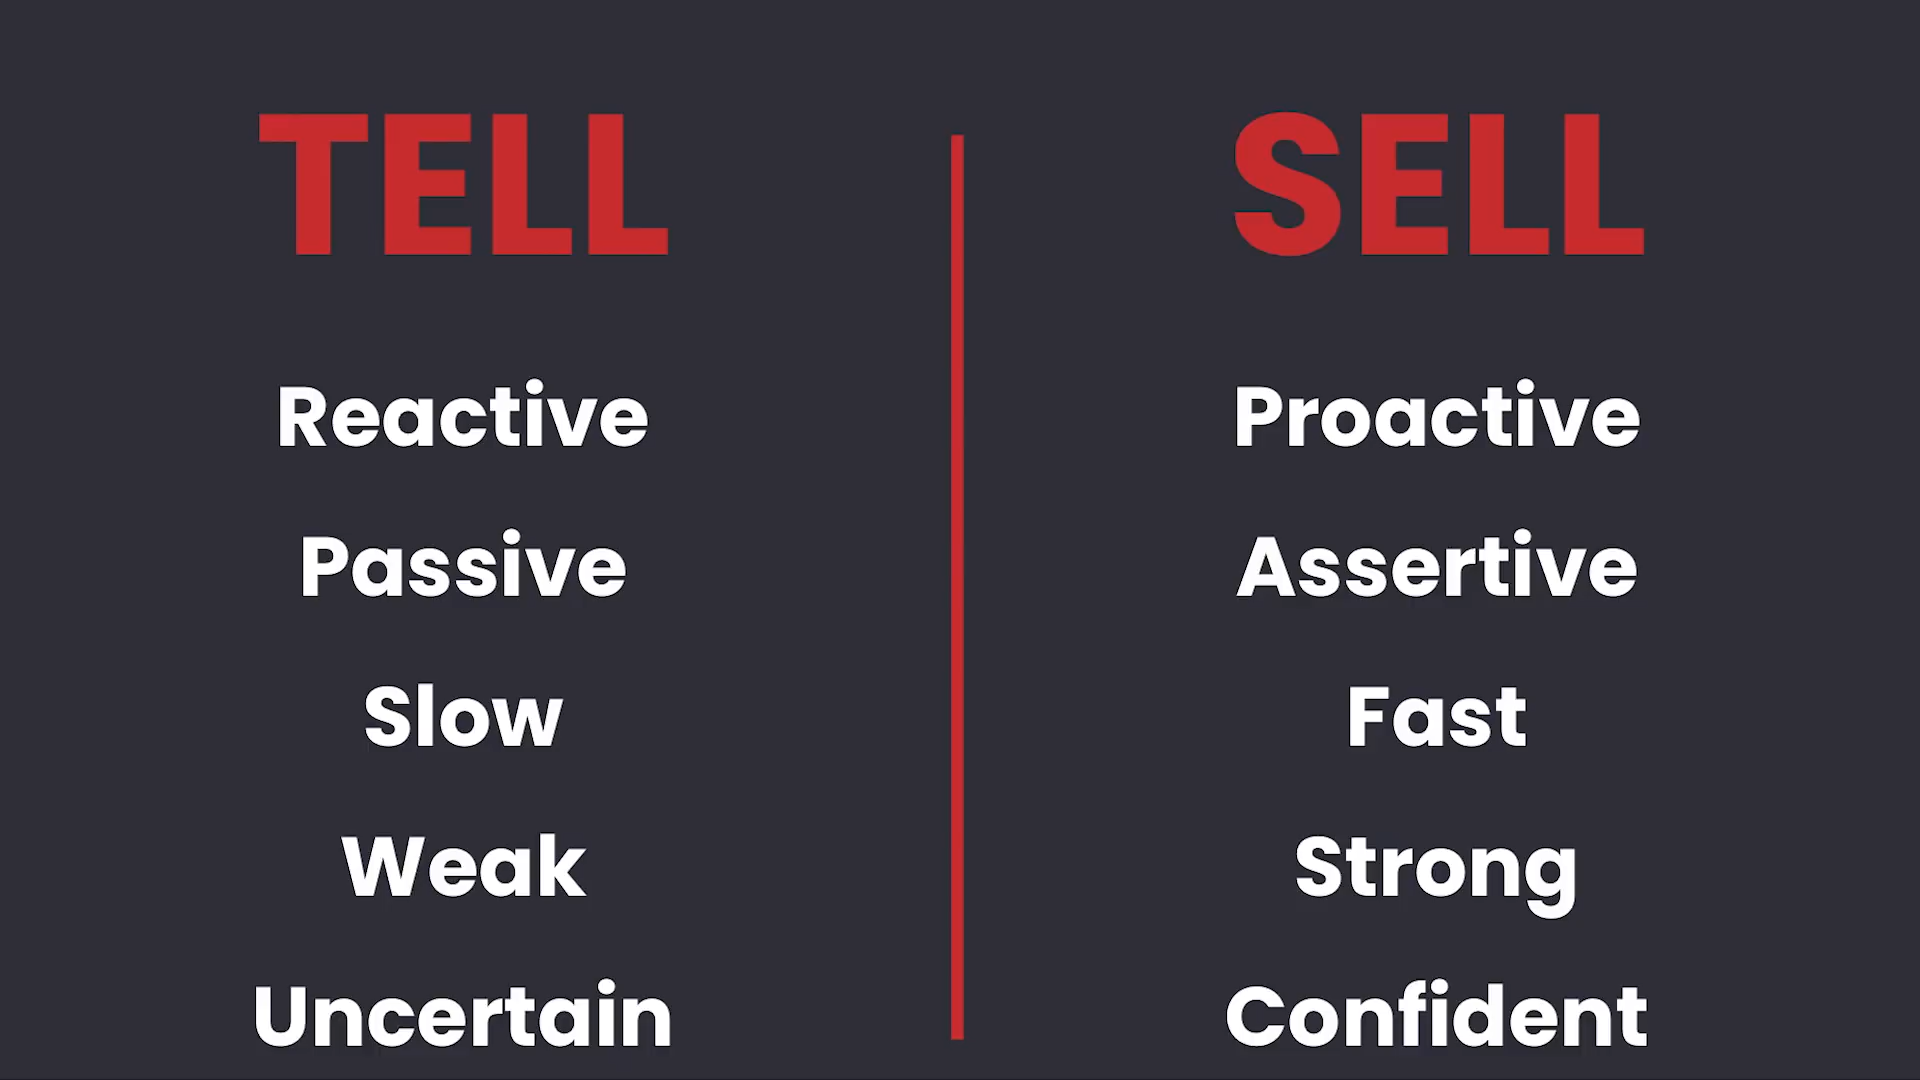 TELL
Reactive
Passive
Slow
Weak
Uncertain
SELL
Proactive
Assertive
Fast
Strong
Confident